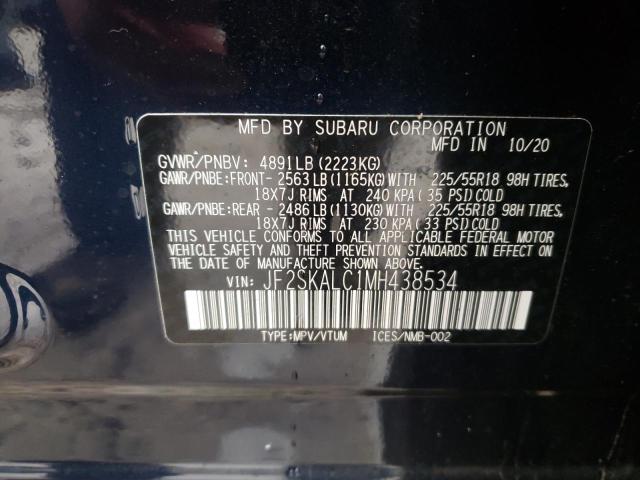 MFD BY SUBARU CORPORATION
MFD IN 10/20
GVWR/PNBV: 4891LB(2223KG)
GAWR/PNBE:FRONT- 2563LB(1165KG)WITH 225/55R18 98H TIRES,
18X7J RIMS AT 240 KPA( 35 PSI)COLD
GAWR/PNBE:REAR - 2486LB(1130KG)WITH 225/55R18 98H TIRES,
18X7J RIMS AT 230 KPA( 33 PSI)COLD
THIS VEHICLE CONFORMS TO ALL APPLICABLE FEDERAL MOTOR
VEHICLE SAFETY AND THEFT PREVENTION STANDARDS IN EFFECT
ON THE DATE OF MANUFACTURE SHOWN ABOVE.
VIN: JF2SKALC1MH438534
TYPE:MPV/VTUM ICES/NMB-002